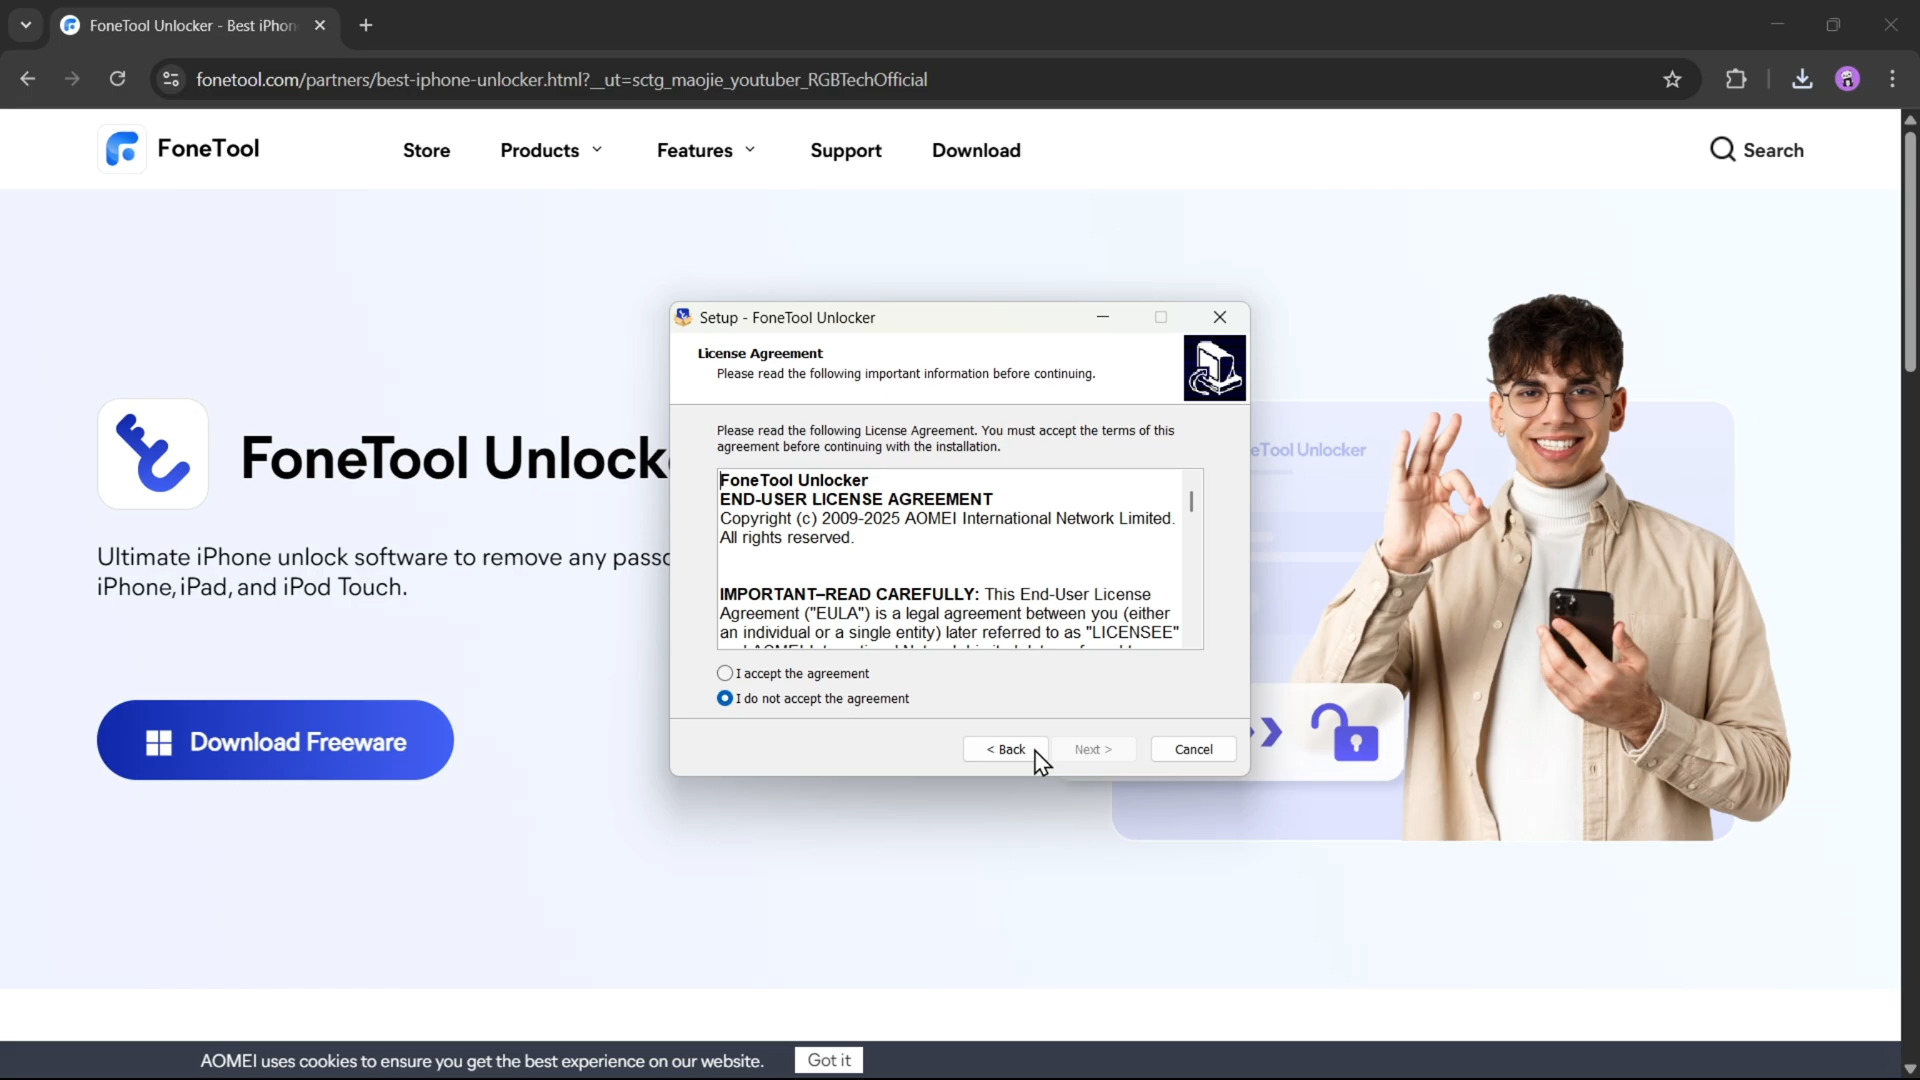 FoneTool Unlocker - Best iPhon
fonetool.com/partners/best-iphone-unlocker.html?__ut=sctg_maojie_youtuber_RGBTechOfficial
FoneTool
Store
Products
Features
Support
Download
Search
Setup - FoneTool Unlocker
License Agreement
Please read the following important information before continuing.
Please read the following License Agreement. You must accept the terms of this
agreement before continuing with the installation.
FoneTool Unlocker
END-USER LICENSE AGREEMENT
Copyright (c) 2009-2025 AOMEI International Network Limited.
All rights reserved.
IMPORTANT–READ CAREFULLY: This End-User License
Agreement ("EULA") is a legal agreement between you (either
an individual or a single entity) later referred to as "LICENSEE"
I accept the agreement
I do not accept the agreement
< Back
Next >
Cancel
FoneTool Unlock
Ultimate iPhone unlock software to remove any passc
iPhone, iPad, and iPod Touch.
Download Freeware
eTool Unlocker
AOMEI uses cookies to ensure you get the best experience on our website.
Got it